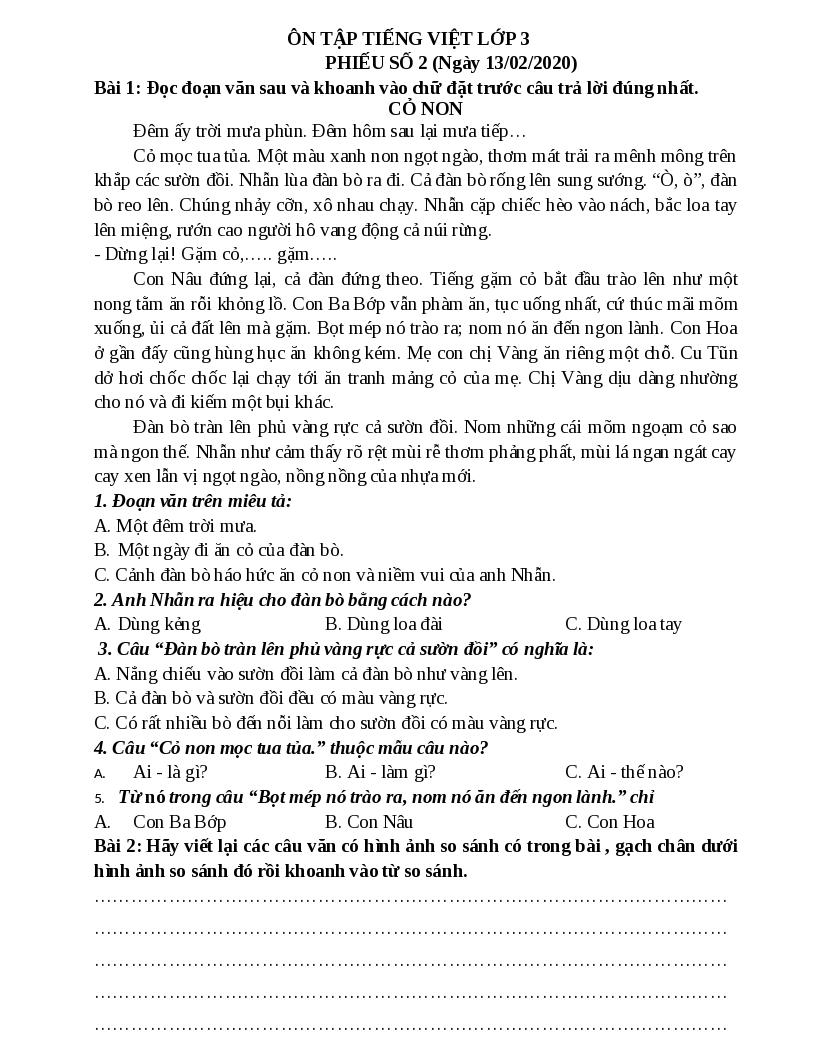 ÔN TẬP TIẾNG VIỆT LỚP 3
PHIẾU SỐ 2 (Ngày 13/02/2020)
Bài 1: Đọc đoạn văn sau và khoanh vào chữ đặt trước câu trả lời đúng nhất.
CỎ NON
Đêm ấy trời mưa phùn. Đêm hôm sau lại mưa tiếp…
Cỏ mọc tua tủa. Một màu xanh non ngọt ngào, thơm mát trải ra mênh mông trên
khắp các sườn đồi. Nhẫn lùa đàn bò ra đi. Cả đàn bò rống lên sung sướng. “Ò, ò”, đàn
bò reo lên. Chúng nhảy cỡn, xô nhau chạy. Nhẫn cặp chiếc hèo vào nách, bắc loa tay
lên miệng, rướn cao người hô vang động cả núi rừng.
- Dừng lại! Gặm cỏ,….. gặm…..
Con Nâu đứng lại, cả đàn đứng theo. Tiếng gặm cỏ bắt đầu trào lên như một
nong tằm ăn rỗi khổng lồ. Con Ba Bớp vẫn phàm ăn, tục uống nhất, cứ thúc mãi mõm
xuống, ủi cả đất lên mà gặm. Bọt mép nó trào ra; nom nó ăn đến ngon lành. Con Hoa
ở gần đấy cũng hùng hục ăn không kém. Mẹ con chị Vàng ăn riêng một chỗ. Cu Tũn
dở hơi chốc chốc lại chạy tới ăn tranh mảng cỏ của mẹ. Chị Vàng dịu dàng nhường
cho nó và đi kiếm một bụi khác.
Đàn bò tràn lên phủ vàng rực cả sườn đồi. Nom những cái mõm ngoạm cỏ sao
mà ngon thế. Nhẫn như cảm thấy rõ rệt mùi rễ thơm phảng phất, mùi lá ngan ngát cay
cay xen lẫn vị ngọt ngào, nồng nồng của nhựa mới.
1. Đoạn văn trên miêu tả:
A. Một đêm trời mưa.
B. Một ngày đi ăn cỏ của đàn bò.
C. Cảnh đàn bò háo hức ăn cỏ non và niềm vui của anh Nhẫn.
2. Anh Nhẫn ra hiệu cho đàn bò bằng cách nào?
A. Dùng kẻng B. Dùng loa đài C. Dùng loa tay
3. Câu “Đàn bò tràn lên phủ vàng rực cả sườn đồi” có nghĩa là:
A. Nắng chiếu vào sườn đồi làm cả đàn bò như vàng lên.
B. Cả đàn bò và sườn đồi đều có màu vàng rực.
C. Có rất nhiều bò đến nỗi làm cho sườn đồi có màu vàng rực.
4. Câu “Cỏ non mọc tua tủa.” thuộc mẫu câu nào?
A. Ai - là gì? B. Ai - làm gì? C. Ai - thế nào?
5. Từ nó trong câu “Bọt mép nó trào ra, nom nó ăn đến ngon lành.” chỉ
A. Con Ba Bớp B. Con Nâu C. Con Hoa
Bài 2: Hãy viết lại các câu văn có hình ảnh so sánh có trong bài , gạch chân dưới
hình ảnh so sánh đó rồi khoanh vào từ so sánh.
…………………………………………………………………………………………
…………………………………………………………………………………………
…………………………………………………………………………………………
…………………………………………………………………………………………
…………………………………………………………………………………………